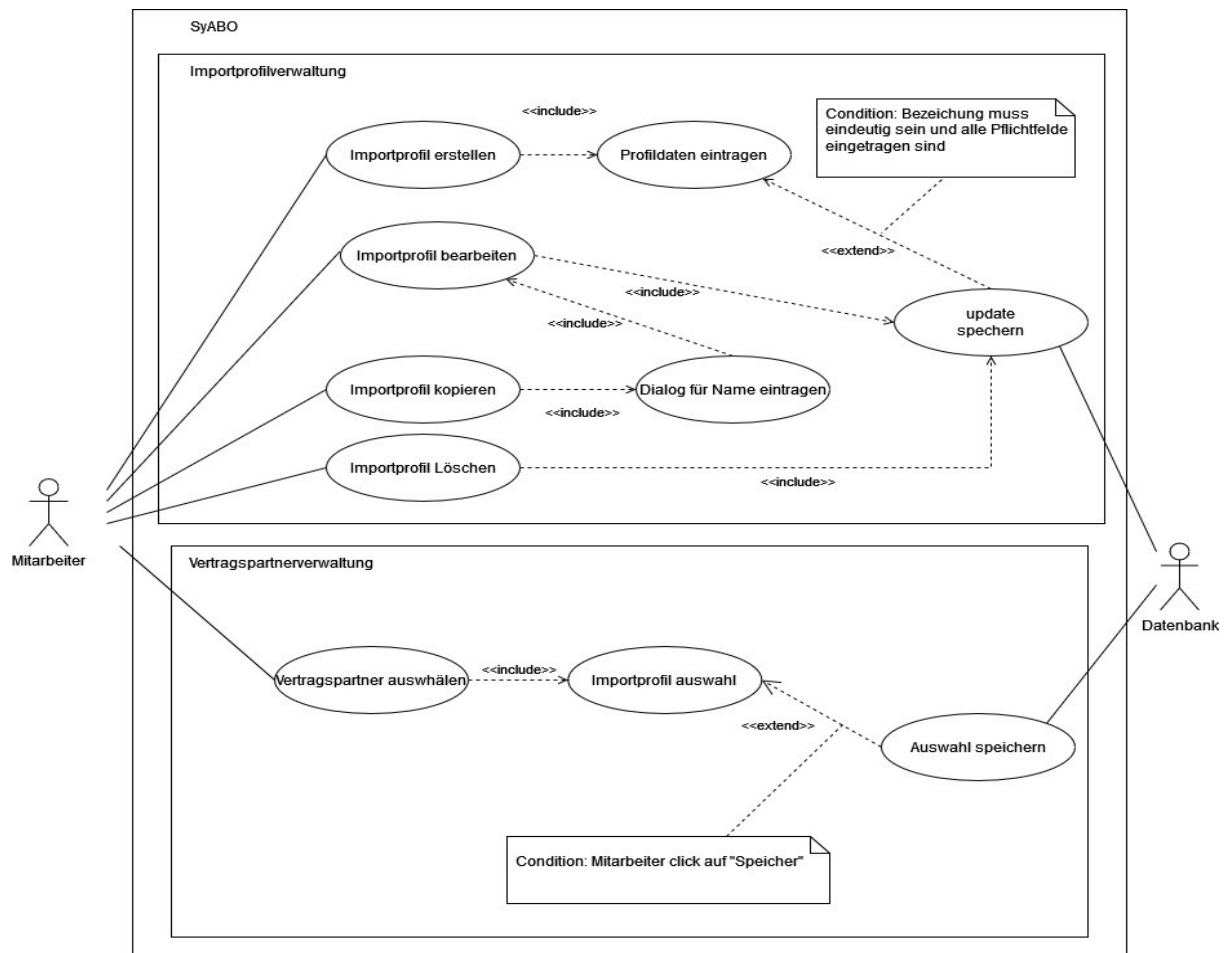 SyABO
Importprofilverwaltung
<<include>>
Condition: Bezeichung muss
eindeutig sein und alle Pflichtfelde
eingetragen sind
Importprofil erstellen
Profildaten eintragen
<<extend>>
Importprofil bearbeiten
<<include>>
update
spechern
<<include>>
Importprofil kopieren
Dialog für Name eintragen
<<include>>
Importprofil Löschen
<<include>>
Mitarbeiter
Vertragspartnerverwaltung
Datenbank
Vertragspartner auswhälen
<<include>>
Importprofil auswahl
<<extend>>
Auswahl speichern
Condition: Mitarbeiter click auf "Speicher"